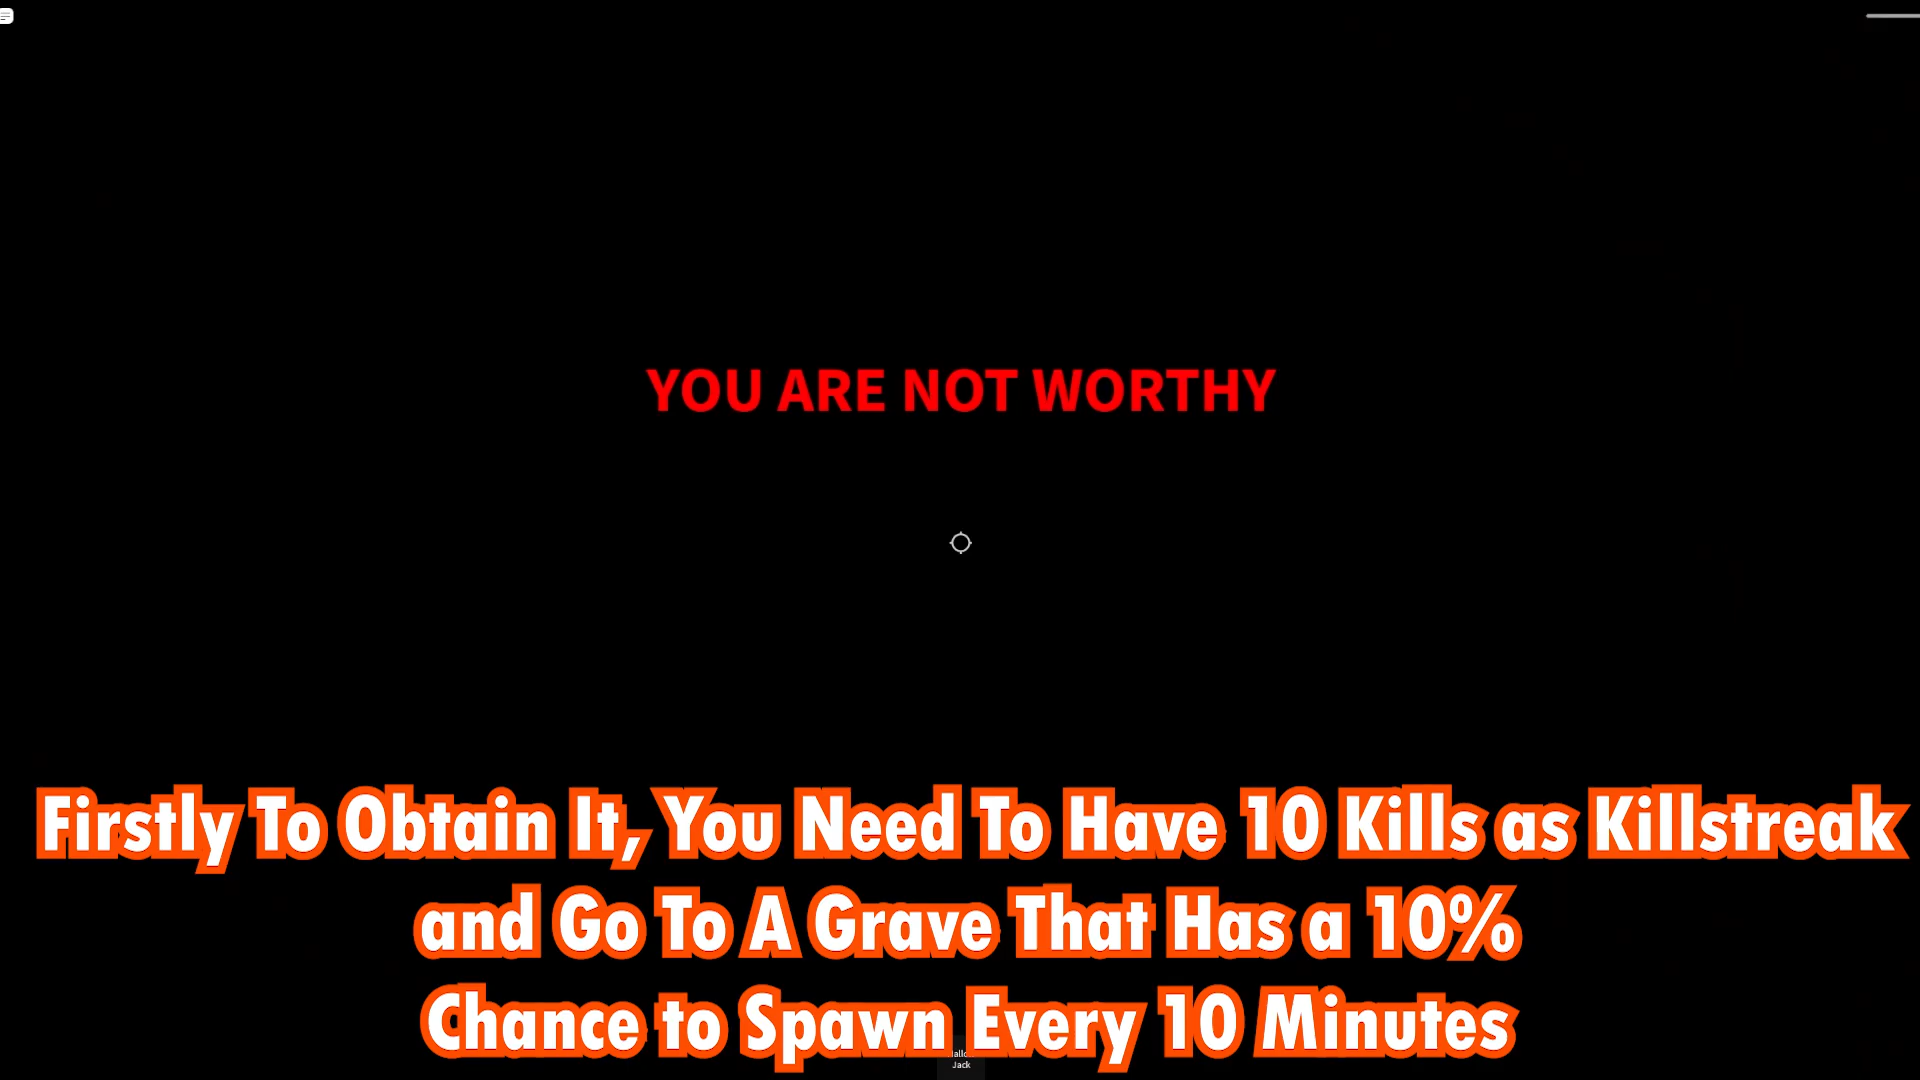 YOU ARE NOT WORTHY
Firstly To Obtain It, You Need To Have 10 Kills as Killstreak
and Go To A Grave That Has a 10%
Chance to Spawn Every 10 Minutes
Jack